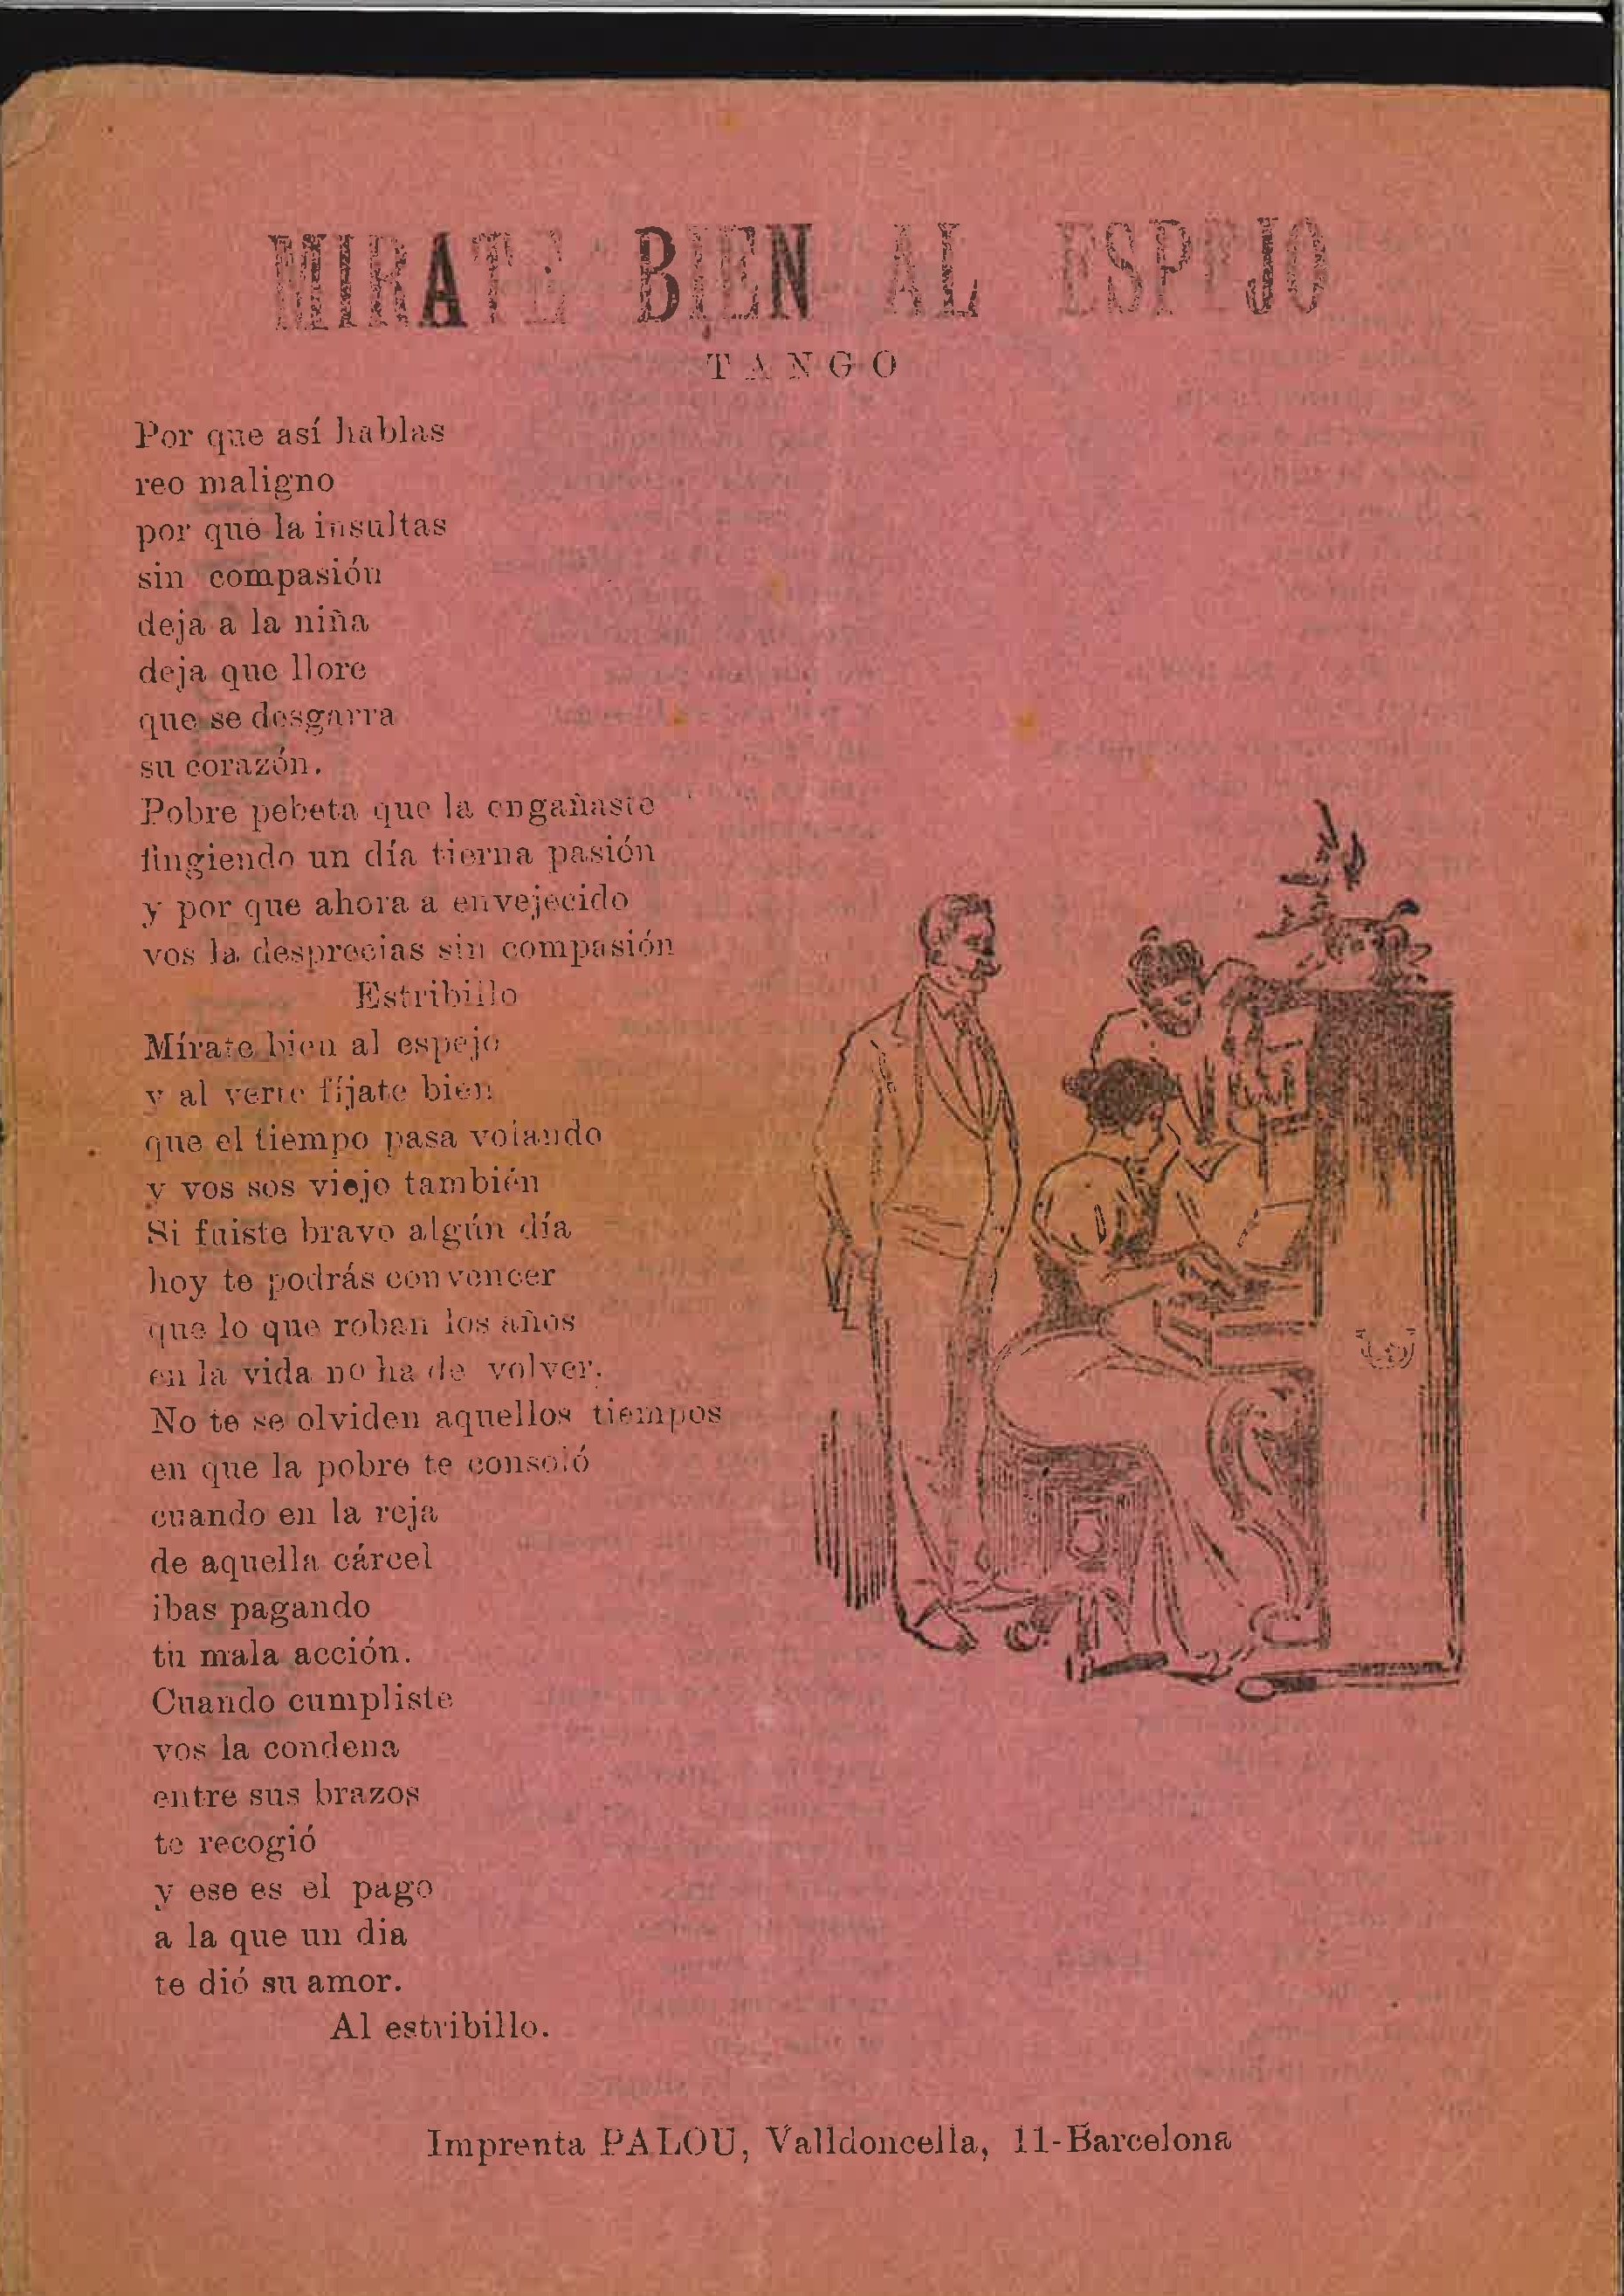 MIRATE BIEN AL ESPEJO
TANGO
Por que así hablas
reo maligno
por qué la insultas
sin compasión
deja a la niña
deja que llore
que se desgarra
su corazón.
Pobre pebeta que la engañaste
fingiendo un día tierna pasión
y por que ahora a envejecido
vos la desprecias sin compasión
Estribillo
Mírate bien al espejo
y al verte fíjate bien
que el tiempo pasa volando
y vos sos viejo también
Si fuiste bravo algún día
hoy te podrás convencer
que lo que roban los años
en la vida no ha de volver.
No te se olviden aquellos tiempos
en que la pobre te consoló
cuando en la reja
de aquella cárcel
ibas pagando
tu mala acción.
Cuando cumpliste
vos la condena
entre sus brazos
te recogió
y ese es el pago
a la que un dia
te dió su amor.
Al estribillo.
Imprenta PALOU, Valldoncella, 11-Barcelona